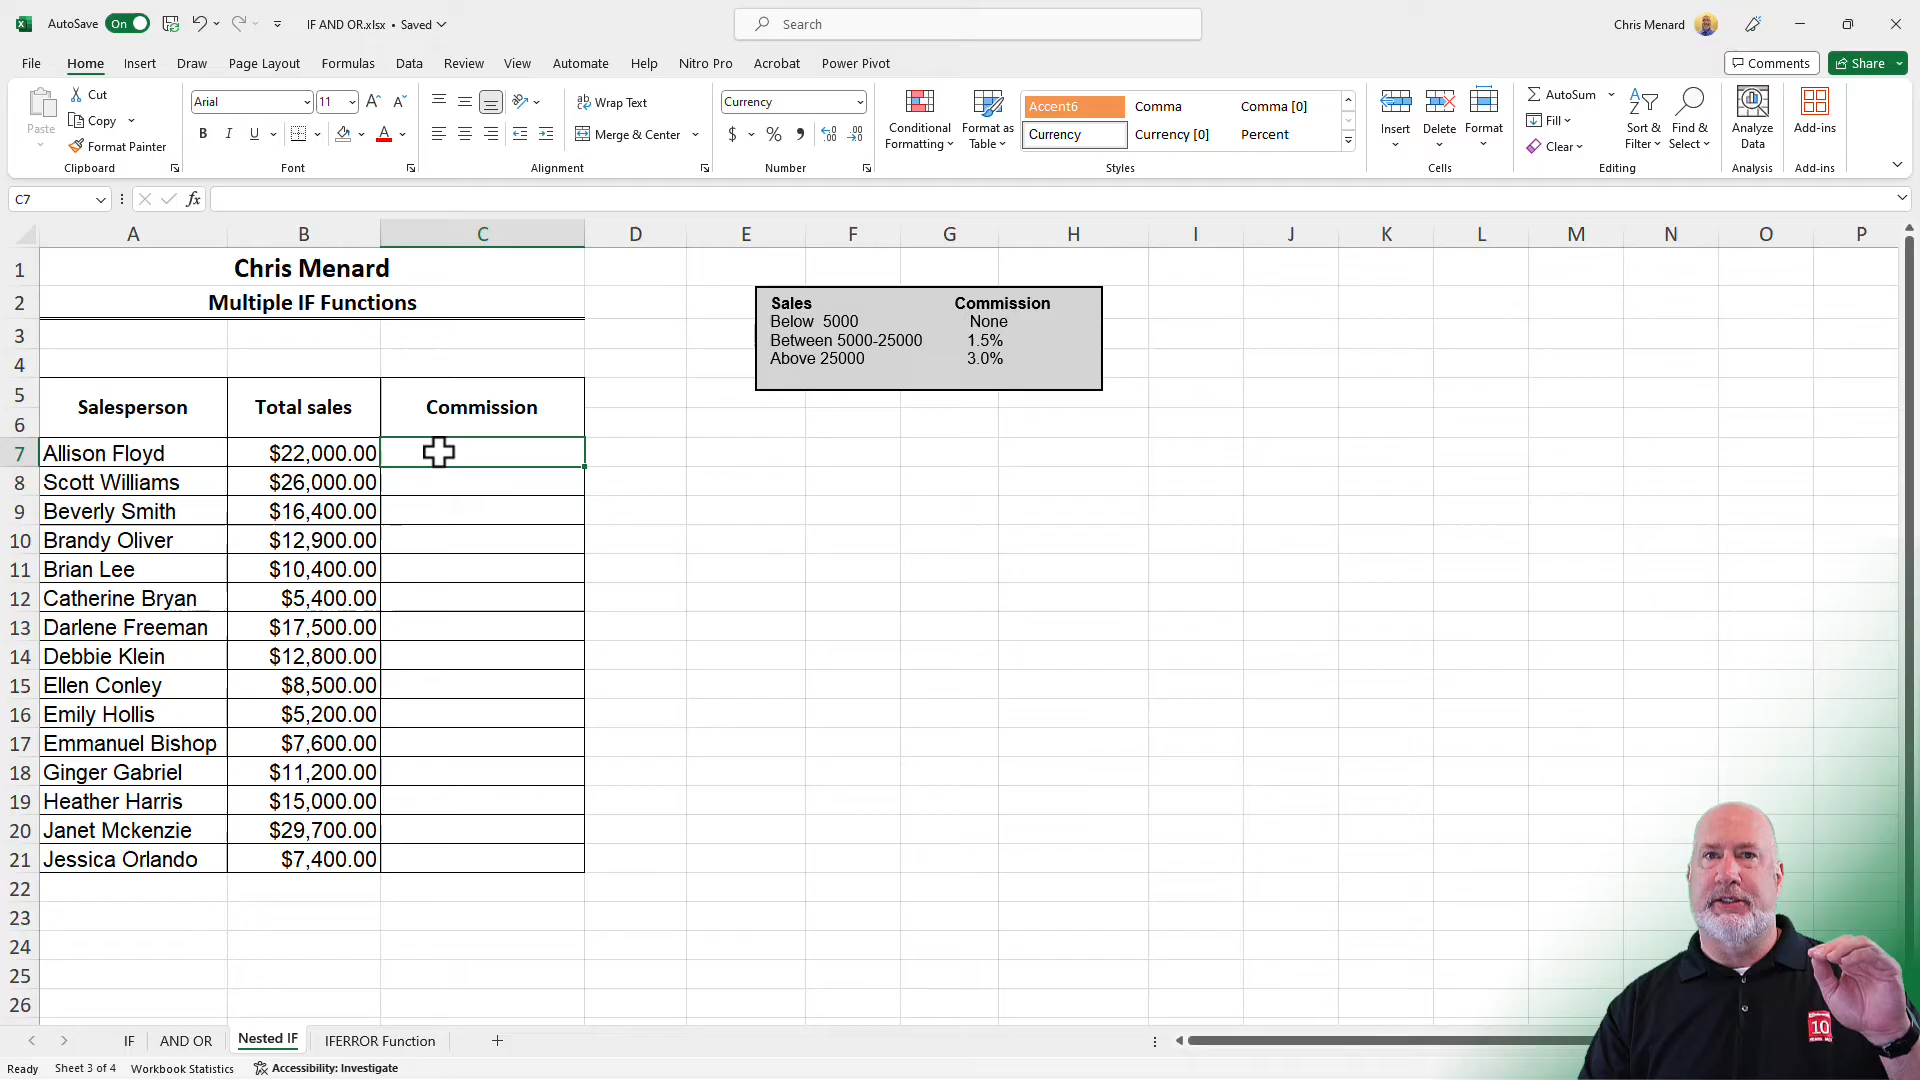 AutoSave On IF AND OR.xlsx • Saved Search Chris Menard
File Home Insert Draw Page Layout Formulas Data Review View Automate Help Nitro Pro Acrobat Power Pivot Comments Share
Paste
Cut
Copy
Format Painter
Clipboard
Arial 11
B I U A
Font
ab Wrap Text
Merge & Center
Alignment
Currency
$ % ,
Number
Conditional Formatting
Format as Table
Accent6 Comma Comma [0]
Currency Currency [0] Percent
Styles
Insert Delete Format
Cells
AutoSum
Fill
Clear
Sort & Filter
Find & Select
Editing
Analyze Data
Analysis
Add-ins
Add-ins
C7 fx
A B C D E F G H I J K L M N O P
1 Chris Menard
2 Multiple IF Functions
Sales Commission
Below 5000 None
Between 5000-25000 1.5%
Above 25000 3.0%
3
4
5
Salesperson Total sales Commission
6
7 Allison Floyd $22,000.00
8 Scott Williams $26,000.00
9 Beverly Smith $16,400.00
10 Brandy Oliver $12,900.00
11 Brian Lee $10,400.00
12 Catherine Bryan $5,400.00
13 Darlene Freeman $17,500.00
14 Debbie Klein $12,800.00
15 Ellen Conley $8,500.00
16 Emily Hollis $5,200.00
17 Emmanuel Bishop $7,600.00
18 Ginger Gabriel $11,200.00
19 Heather Harris $15,000.00
20 Janet Mckenzie $29,700.00
21 Jessica Orlando $7,400.00
22
23
24
25
26
10
IF AND OR Nested IF IFERROR Function
Ready Sheet 3 of 4 Workbook Statistics Accessibility: Investigate